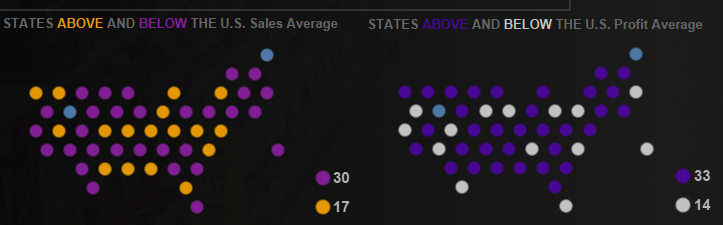 STATES ABOVE AND BELOW THE U.S. Sales Average
30
17
STATES ABOVE AND BELOW THE U.S. Profit Average
33
14